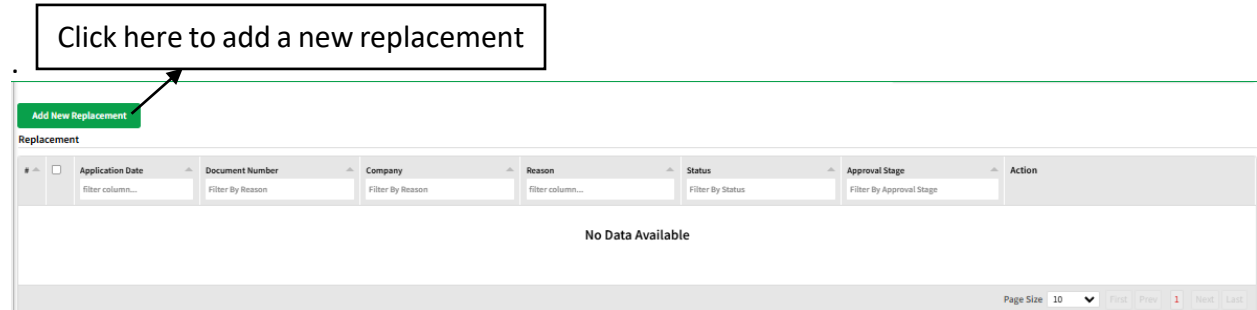 Click here to add a new replacement
.
Add New Replacement
Replacement
# Application Date Document Number Company Reason Status Approval Stage Action
filter column... Filter By Reason Filter By Reason filter column... Filter By Status Filter By Approval Stage
No Data Available
Page Size 10 First Prev 1 Next Last